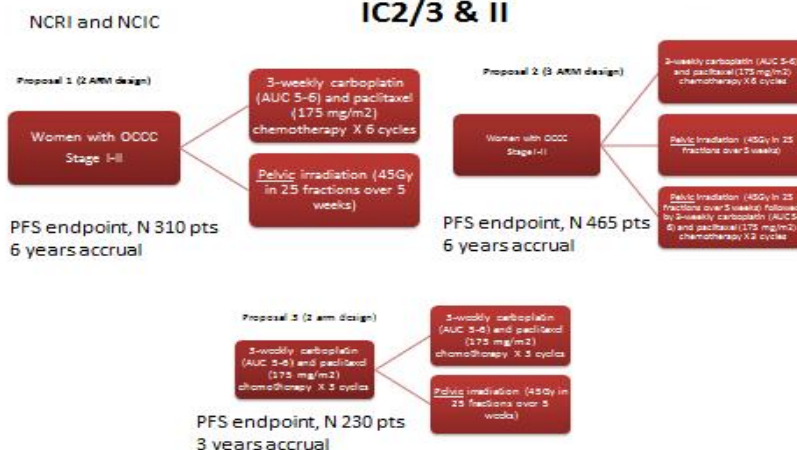 IC2/3 & II
NCRI and NCIC
Proposal 1 (2 ARM design)
Women with OCCC
Stage I-II
3-weekly carboplatin
(AUC 5-6) and paclitaxel
(175 mg/m2)
chemotherapy X 6 cycles
Pelvic irradiation (45Gy
in 25 fractions over 5
weeks)
PFS endpoint, N 310 pts
6 years accrual
Proposal 2 (3 ARM design)
Women with OCCC
Stage I-II
3-weekly carboplatin (AUC 5-6)
and paclitaxel (175 mg/m2)
chemotherapy X 6 cycles
Pelvic irradiation (45Gy in 25
fractions over 5 weeks)
Pelvic irradiation (45Gy in 25
fractions over 5 weeks) followed
by 3-weekly carboplatin (AUC 5-
6) and paclitaxel (175 mg/m2)
chemotherapy X 3 cycles
PFS endpoint, N 465 pts
6 years accrual
Proposal 3 (2 arm design)
3-weekly carboplatin
(AUC 5-6) and paclitaxel
(175 mg/m2)
chemotherapy X 3 cycles
3-weekly carboplatin
(AUC 5-6) and paclitaxel
(175 mg/m2)
chemotherapy X 3 cycles
Pelvic irradiation (45Gy in
25 fractions over 5
weeks)
PFS endpoint, N 230 pts
3 years accrual